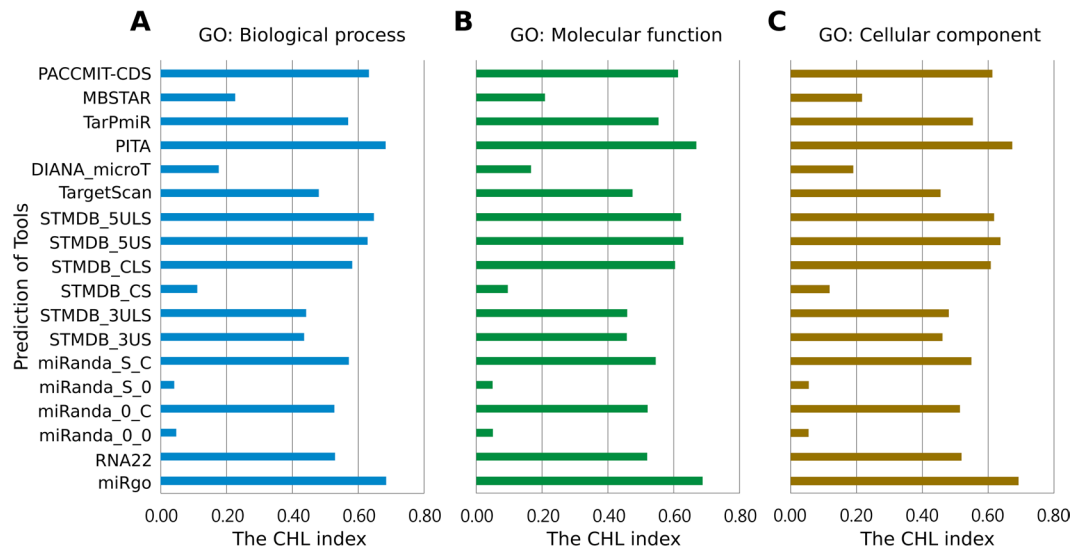 A
B
C
GO: Biological process
GO: Molecular function
GO: Cellular component
Prediction of Tools
PACCMIT-CDS
MBSTAR
TarPmiR
PITA
DIANA_microT
TargetScan
STMDB_5ULS
STMDB_5US
STMDB_CLS
STMDB_CS
STMDB_3ULS
STMDB_3US
miRanda_S_C
miRanda_S_0
miRanda_0_C
miRanda_0_0
RNA22
miRgo
0.00 0.20 0.40 0.60 0.80
0.00 0.20 0.40 0.60 0.80
0.00 0.20 0.40 0.60 0.80
The CHL index
The CHL index
The CHL index